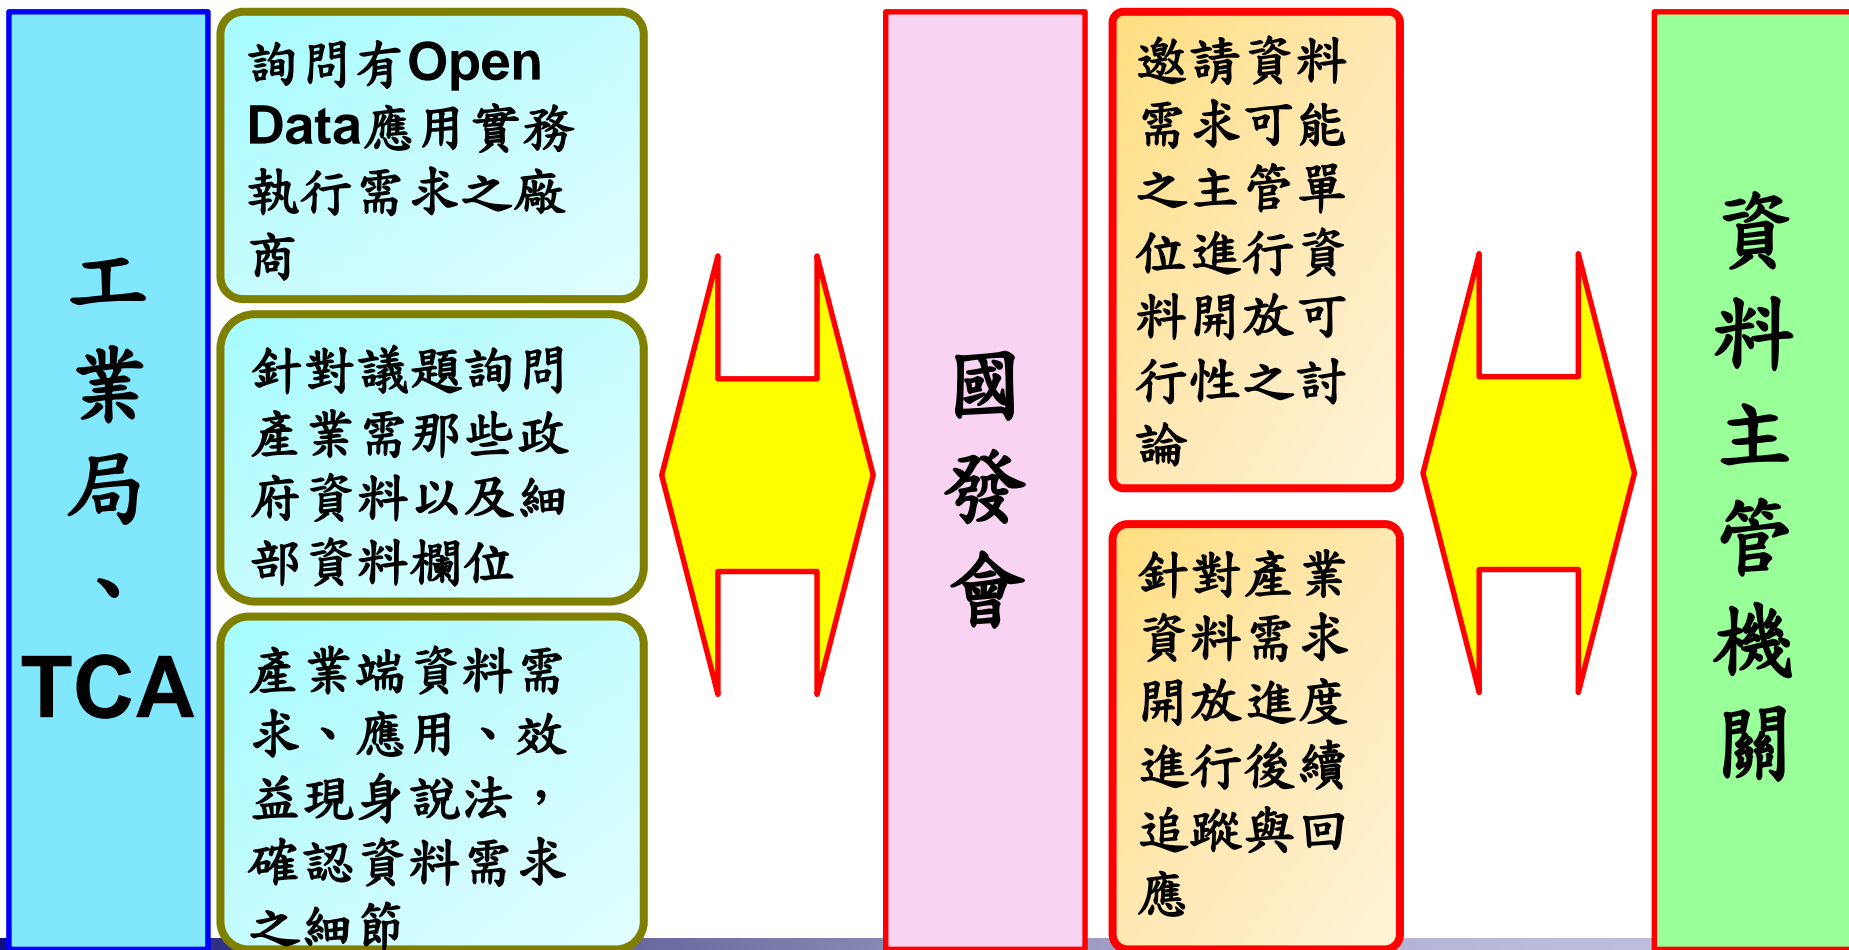 工業局、TCA
詢問有Open
Data應用實務
執行需求之廠
商
針對議題詢問
產業需那些政
府資料以及細
部資料欄位
產業端資料需
求、應用、效
益現身說法，
確認資料需求
之細節
國發會
邀請資料
需求可能
之主管單
位進行資
料開放可
行性之討
論
針對產業
資料需求
開放進度
進行後續
追蹤與回
應
資料主管機關